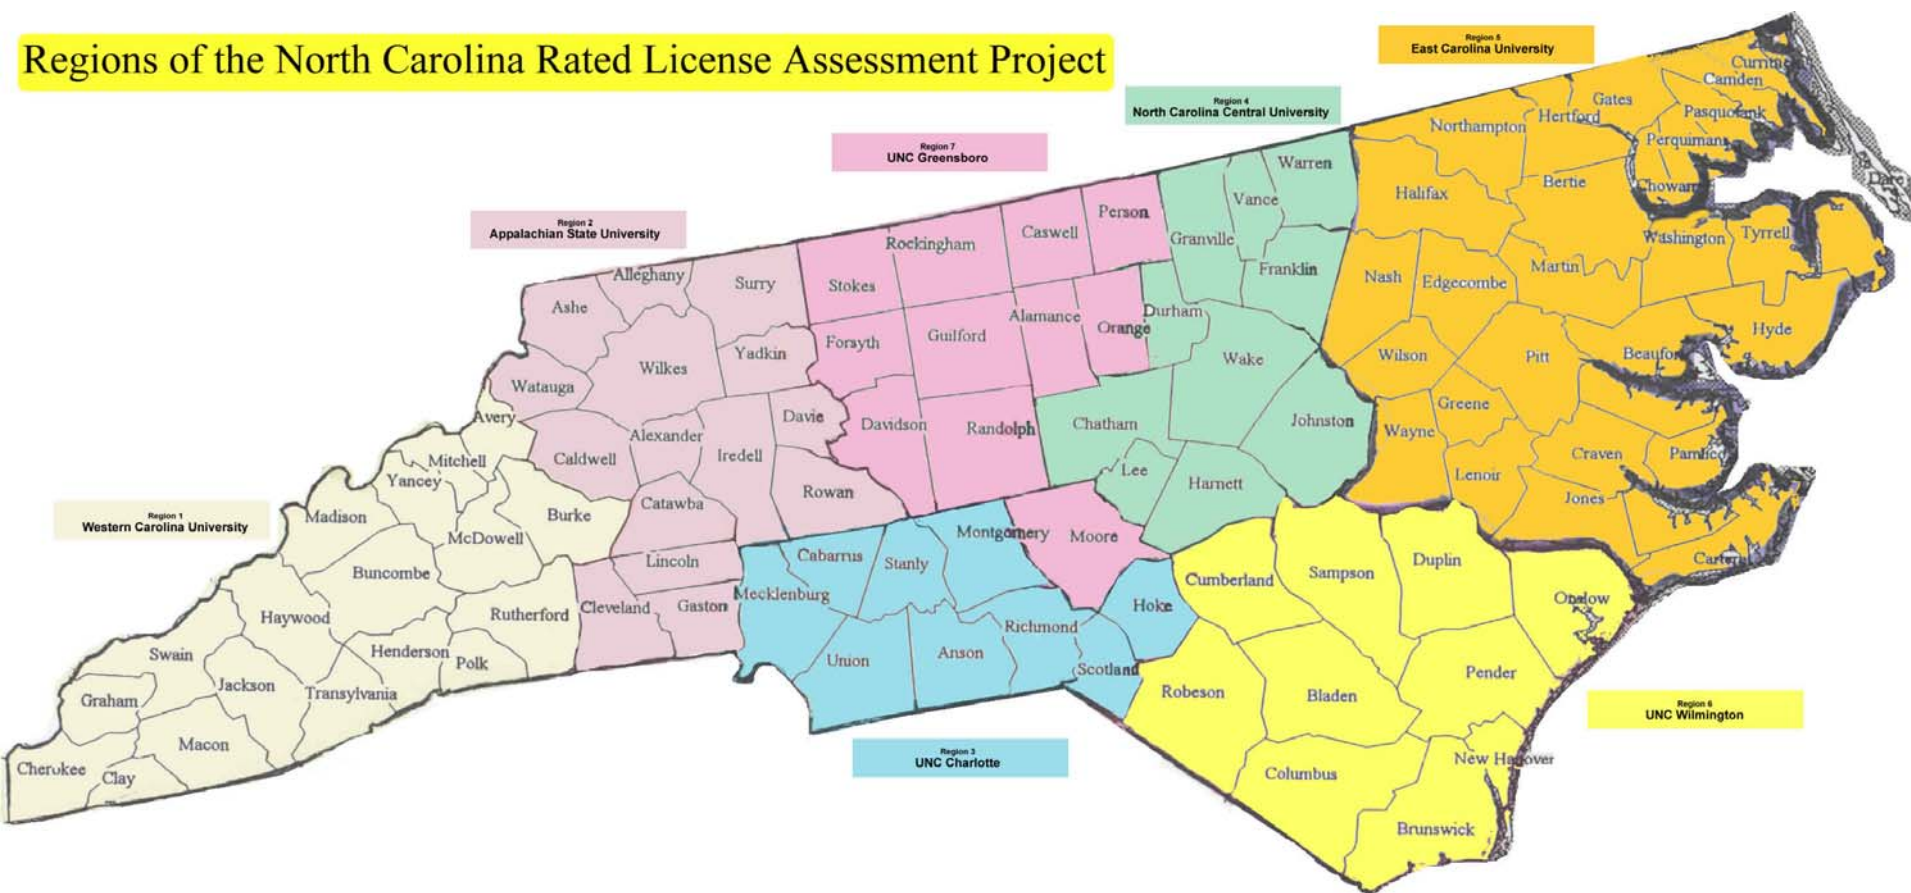 Regions of the North Carolina Rated License Assessment Project
Region 5
East Carolina University
Region 4
North Carolina Central University
Region 7
UNC Greensboro
Region 2
Appalachian State University
Region 1
Western Carolina University
Region 3
UNC Charlotte
Region 6
UNC Wilmington
Cherokee
Clay
Graham
Macon
Swain
Jackson
Haywood
Transylvania
Henderson
Polk
Buncombe
Rutherford
Madison
McDowell
Yancey
Mitchell
Avery
Burke
Ashe
Alleghany
Surry
Watauga
Wilkes
Yadkin
Caldwell
Alexander
Iredell
Davie
Rowan
Catawba
Lincoln
Cleveland
Gaston
Stokes
Rockingham
Caswell
Person
Forsyth
Guilford
Alamance
Orange
Davidson
Randolph
Moore
Montgomery
Cabarrus
Stanly
Mecklenburg
Union
Anson
Richmond
Scotland
Hoke
Granville
Vance
Warren
Franklin
Durham
Wake
Chatham
Lee
Harnett
Johnston
Northampton
Hertford
Gates
Camden
Pasquotank
Perquimans
Chowan
Halifax
Bertie
Washington
Tyrrell
Dare
Nash
Edgecombe
Martin
Hyde
Wilson
Pitt
Beaufor
Greene
Wayne
Lenoir
Craven
Pamlico
Jones
Carteret
Cumberland
Sampson
Duplin
Onslow
Robeson
Bladen
Pender
Columbus
New Hanover
Brunswick